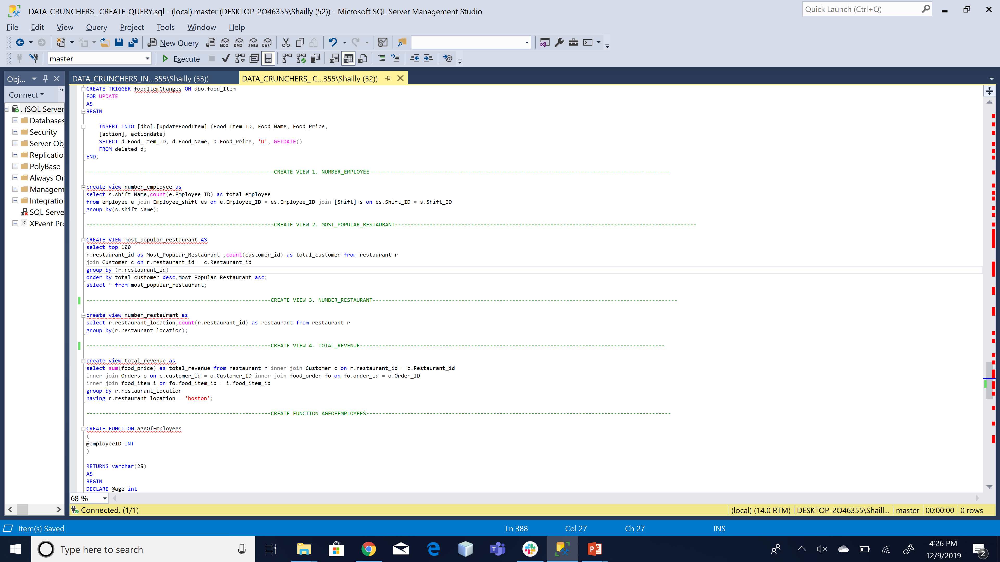 DATA_CRUNCHERS_ CREATE_QUERY.sql - (local).master (DESKTOP-2O46355\Shailly (52)) - Microsoft SQL Server Management Studio
Quick Launch (Ctrl+Q)
File Edit View Query Project Tools Window Help
New Query MDX DMX XMLA DAX
master Execute
Obj... DATA_CRUNCHERS_IN...355\Shailly (53)) DATA_CRUNCHERS_ C...355\Shailly (52))
Connect
. (SQL Server
Databases
Security
Server Ob
Replicatio
PolyBase
Always Or
Managem
Integratio
SQL Serve
XEvent Pro
CREATE TRIGGER foodItemChanges ON dbo.food_Item
FOR UPDATE
AS
BEGIN
INSERT INTO [dbo].[updateFoodItem] (Food_Item_ID, Food_Name, Food_Price,
[action], actiondate)
SELECT d.Food_Item_ID, d.Food_Name, d.Food_Price, 'U', GETDATE()
FROM deleted d;
END;
-----------------------------------------------------------CREATE VIEW 1. NUMBER_EMPLOYEE-----------------------------------------------------------------------------------------------
create view number_employee as
select s.shift_Name,count(e.Employee_ID) as total_employee
from employee e join Employee_shift es on e.Employee_ID = es.Employee_ID join [Shift] s on es.Shift_ID = s.Shift_ID
group by(s.shift_Name);
-----------------------------------------------------------CREATE VIEW 2. MOST_POPULAR_RESTAURANT-----------------------------------------------------------------------------------------------
CREATE VIEW most_popular_restaurant AS
select top 100
r.restaurant_id as Most_Popular_Restaurant ,count(customer_id) as total_customer from restaurant r
join Customer c on r.restaurant_id = c.Restaurant_id
group by (r.restaurant_id)
order by total_customer desc,Most_Popular_Restaurant asc;
select * from most_popular_restaurant;
----------------------------------------------------------CREATE VIEW 3. NUMBER_RESTAURANT------------------------------------------------------------------------------------------------
create view number_restaurant as
select r.restaurant_location,count(r.restaurant_id) as restaurant from restaurant r
group by(r.restaurant_location);
----------------------------------------------------------CREATE VIEW 4. TOTAL_REVENUE------------------------------------------------------------------------------------------------
create view total_revenue as
select sum(food_price) as total_revenue from restaurant r inner join Customer c on r.restaurant_id = c.Restaurant_id
inner join Orders o on c.customer_id = o.Customer_ID inner join food_order fo on fo.order_id = o.Order_ID
inner join food_item i on fo.food_item_id = i.food_item_id
group by r.restaurant_location
having r.restaurant_location = 'boston';
----------------------------------------------------------CREATE FUNCTION AGEOFEMPLOYEES------------------------------------------------------------------------------------------------
CREATE FUNCTION ageOfEmployees
(
@employeeID INT
)
RETURNS varchar(25)
AS
BEGIN
DECLARE @age int
68 %
Connected. (1/1) (local) (14.0 RTM) DESKTOP-2O46355\Shaill... master 00:00:00 0 rows
Item(s) Saved Ln 388 Col 27 Ch 27 INS
Type here to search
4:26 PM
12/9/2019
2